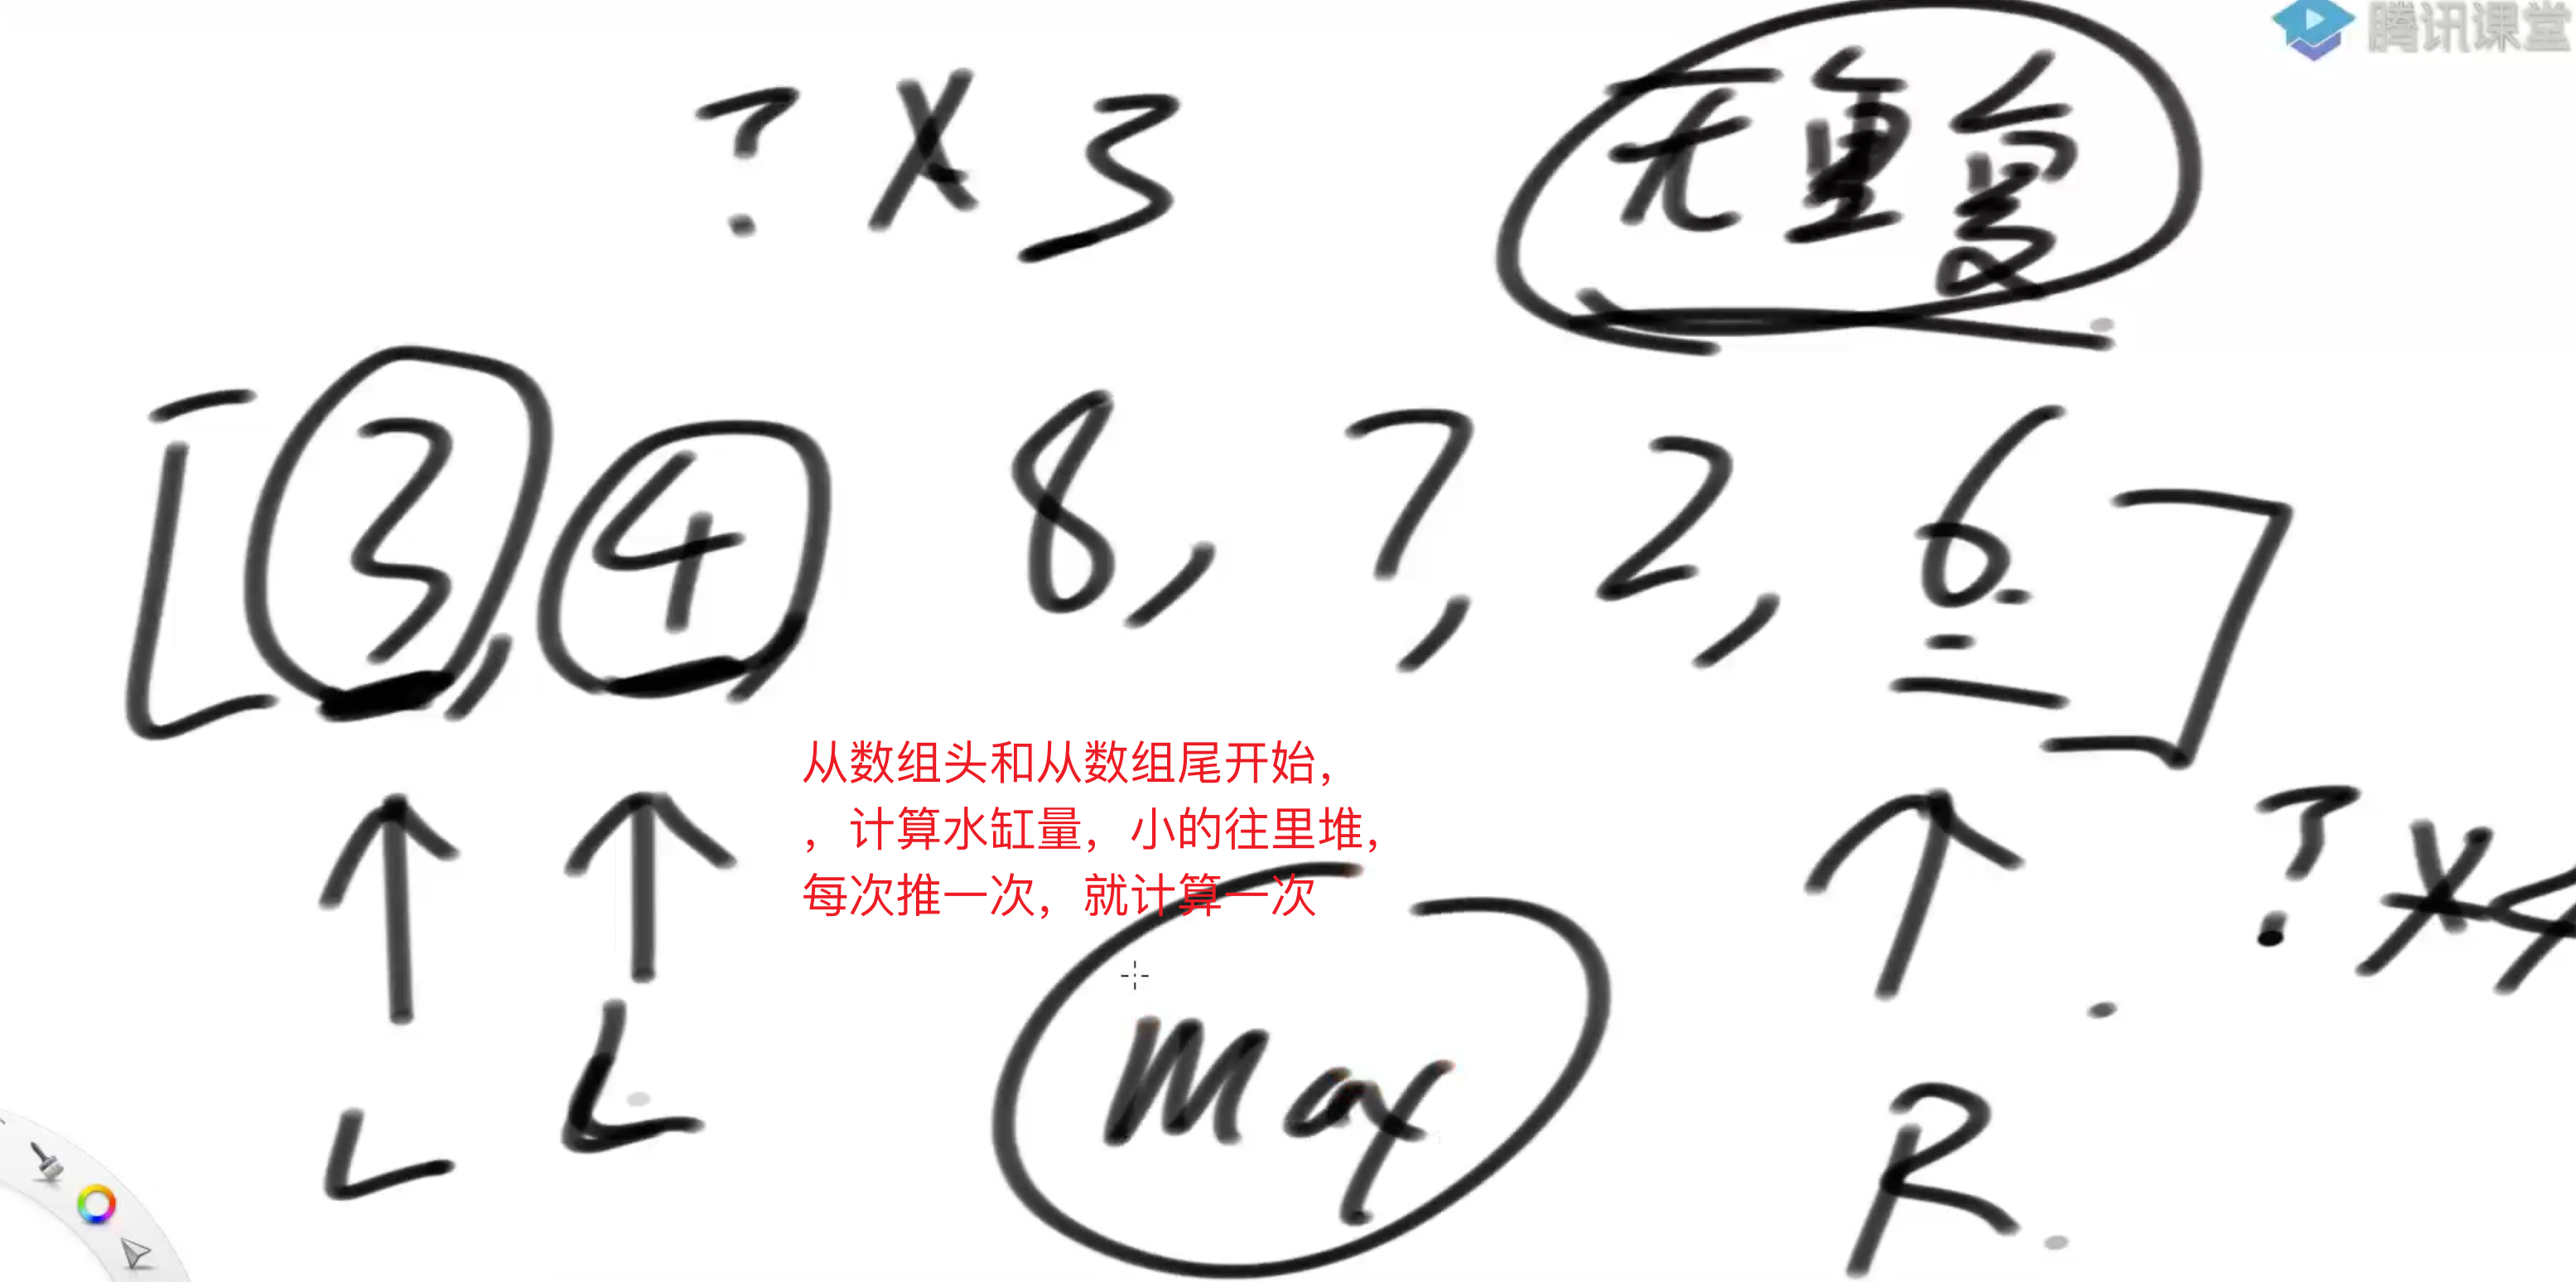 腾讯课堂
? X 3
无重复
[3, 4, 8, 7, 2, 6]
从数组头和从数组尾开始，
，计算水缸量，小的往里堆，
每次推一次，就计算一次
? X 4
Max
L L R